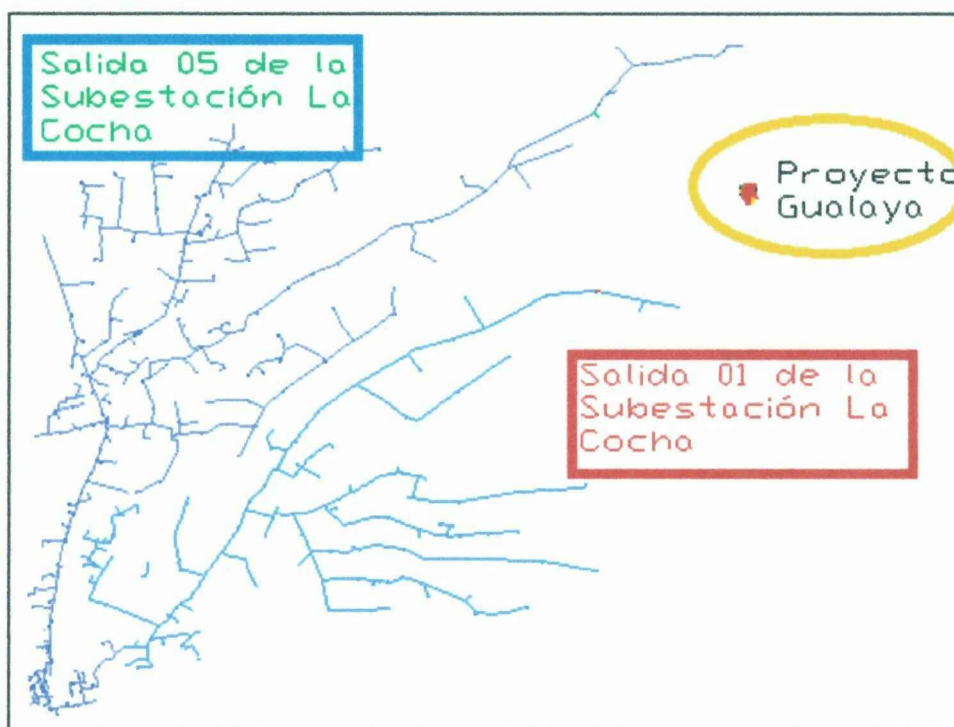 Salida 05 de la
Subestación La
Cocha
Proyecto
Gualaya
Salida 01 de la
Subestación La
Cocha